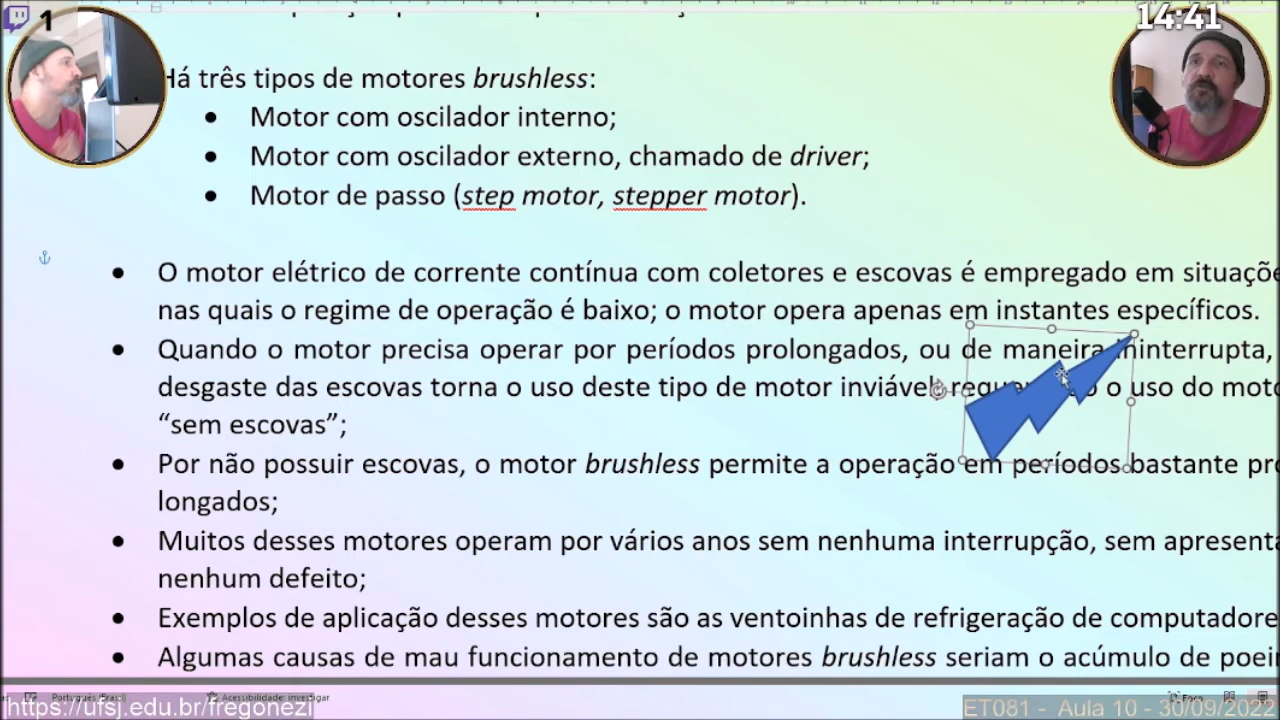 1
14:41
Há três tipos de motores brushless:
• Motor com oscilador interno;
• Motor com oscilador externo, chamado de driver;
• Motor de passo (step motor, stepper motor).
• O motor elétrico de corrente contínua com coletores e escovas é empregado em situaçõe
nas quais o regime de operação é baixo; o motor opera apenas em instantes específicos.
• Quando o motor precisa operar por períodos prolongados, ou de maneira ininterrupta,
desgaste das escovas torna o uso deste tipo de motor inviável, o uso do moto
“sem escovas”;
• Por não possuir escovas, o motor brushless permite a operação em períodos bastante pro
longados;
• Muitos desses motores operam por vários anos sem nenhuma interrupção, sem apresenta
nenhum defeito;
• Exemplos de aplicação desses motores são as ventoinhas de refrigeração de computadore
• Algumas causas de mau funcionamento de motores brushless seriam o acúmulo de poei
Português (Brasil)
Acessibilidade: investigar
Foco
https://ufsj.edu.br/fregonezi
ET081 - Aula 10 - 30/09/2022